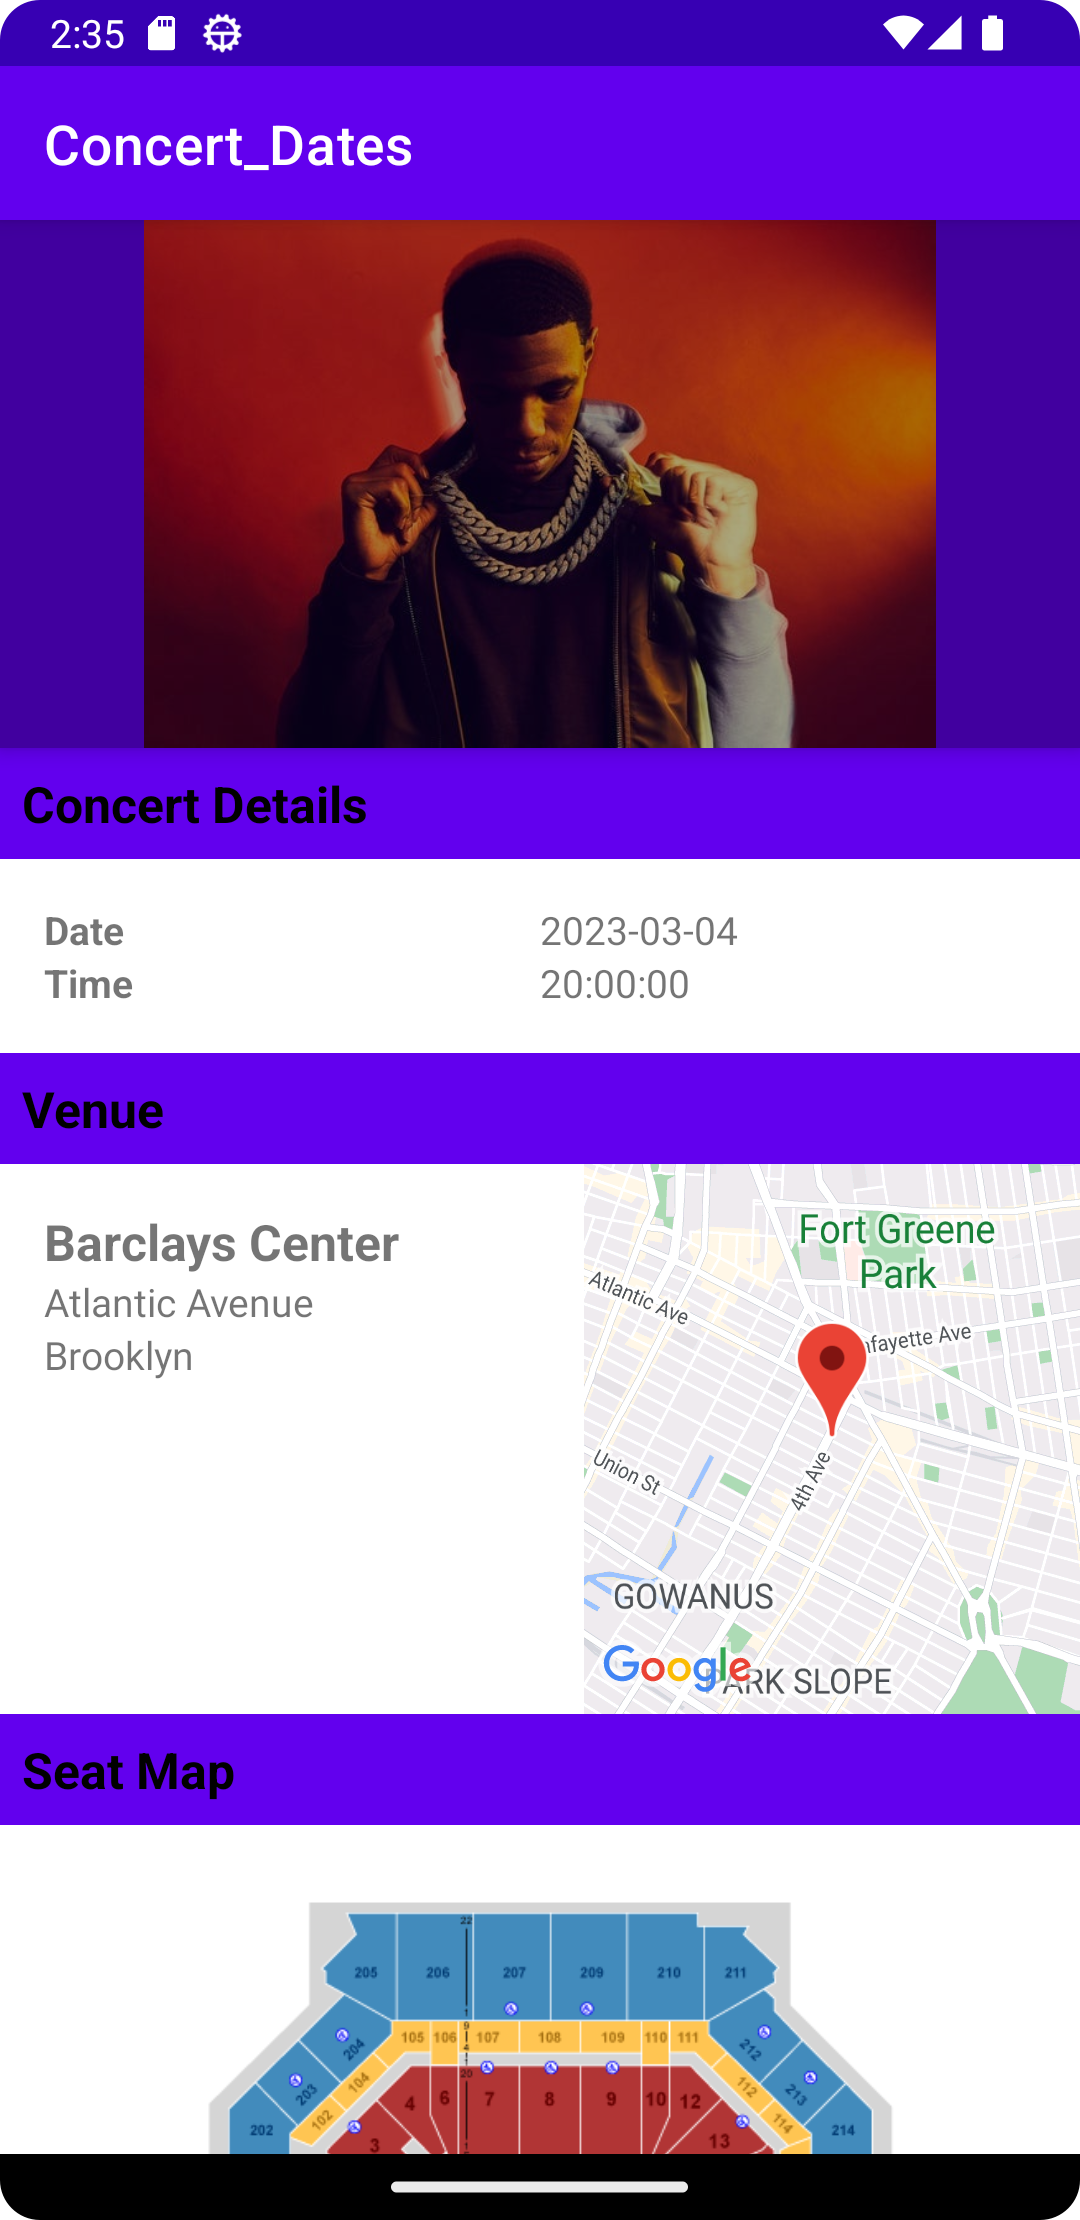 2:35
Concert_Dates
Concert Details
Date 2023-03-04
Time 20:00:00
Venue
Barclays Center
Atlantic Avenue
Brooklyn
Fort Greene
Park
Atlantic Ave
afayette Ave
Union St
4th Ave
GOWANUS
Google
PARK SLOPE
Seat Map
22
205 206 207 209 210 211
1
9
105 106 107 108 109 110 111
4
204 212
1
20
203 104 4 6 7 8 9 10 12 112 213
202 102 114 214
3 13